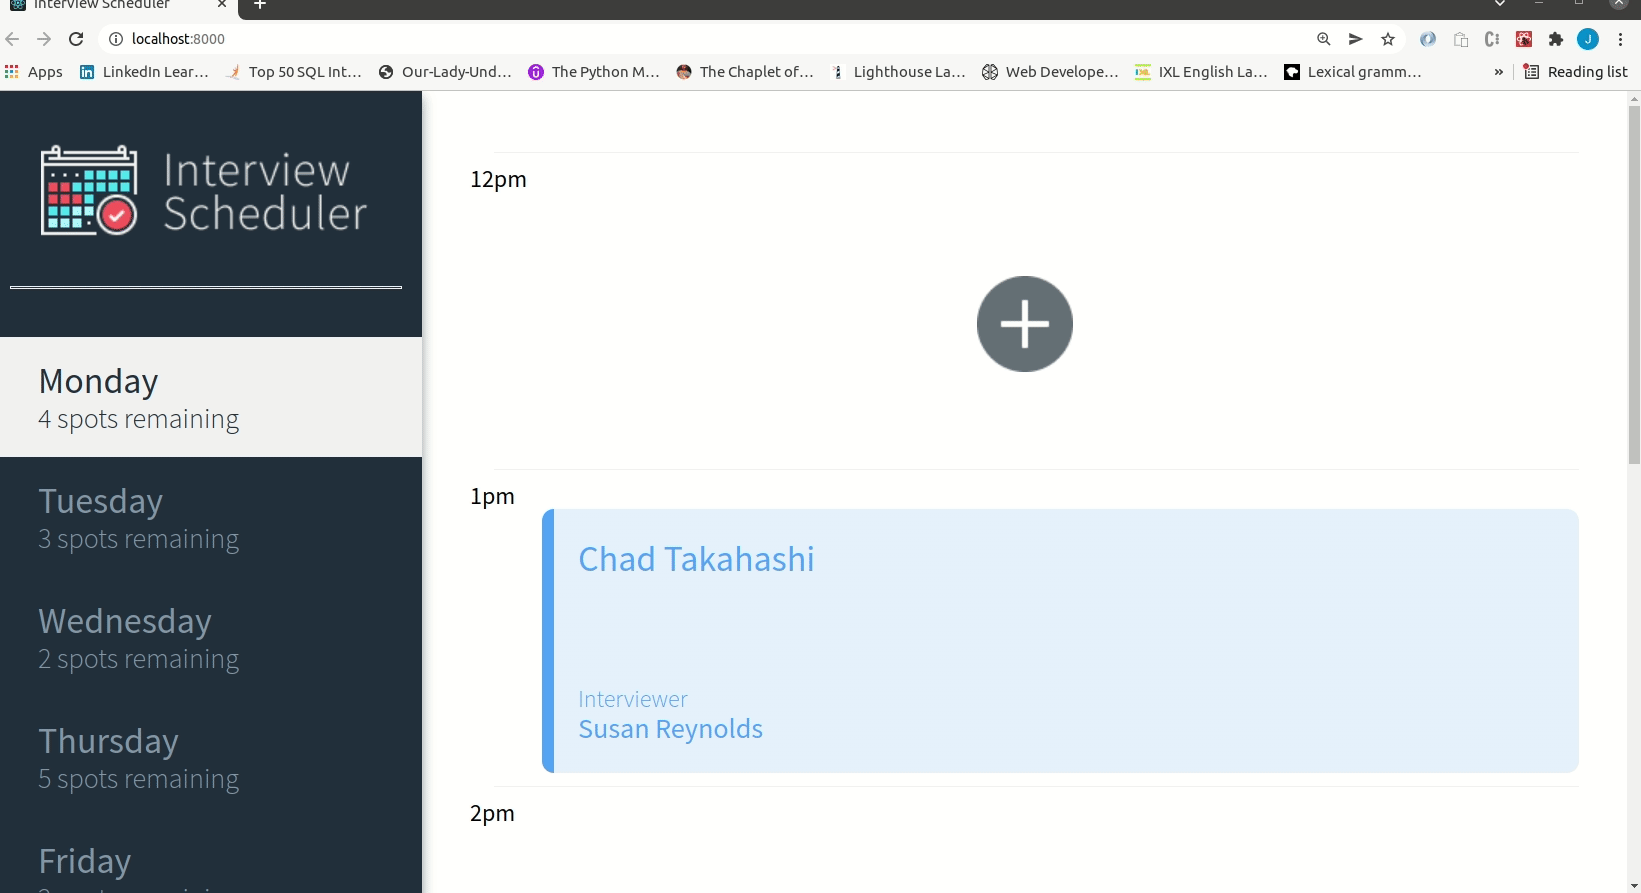 Interview Scheduler
localhost:8000
J
Apps
LinkedIn Lear...
Top 50 SQL Int...
Our-Lady-Und...
The Python M...
The Chaplet of...
Lighthouse La...
Web Develope...
IXL English La...
Lexical gramm...
»
Reading list
Interview
Scheduler
Monday
4 spots remaining
Tuesday
3 spots remaining
Wednesday
2 spots remaining
Thursday
5 spots remaining
Friday
12pm
1pm
Chad Takahashi
Interviewer
Susan Reynolds
2pm